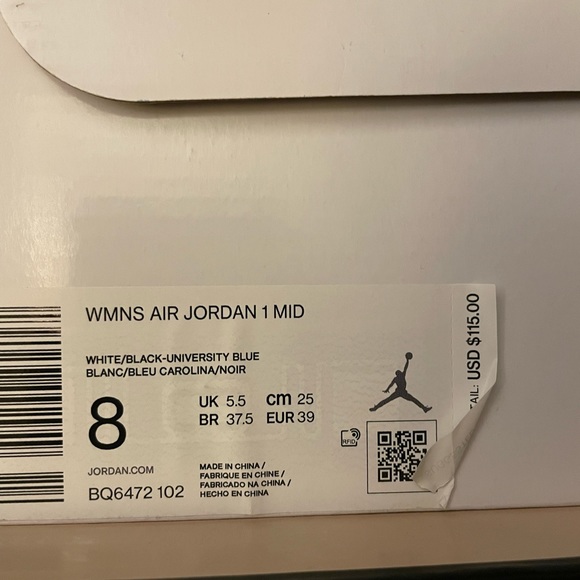 WMNS AIR JORDAN 1 MID
WHITE/BLACK-UNIVERSITY BLUE
BLANC/BLEU CAROLINA/NOIR
8
UK 5.5 cm 25
BR 37.5 EUR 39
JORDAN.COM
BQ6472 102
MADE IN CHINA /
FABRIQUE EN CHINE /
FABRICADO NA CHINA /
HECHO EN CHINA
RFID
AIL: USD $115.00